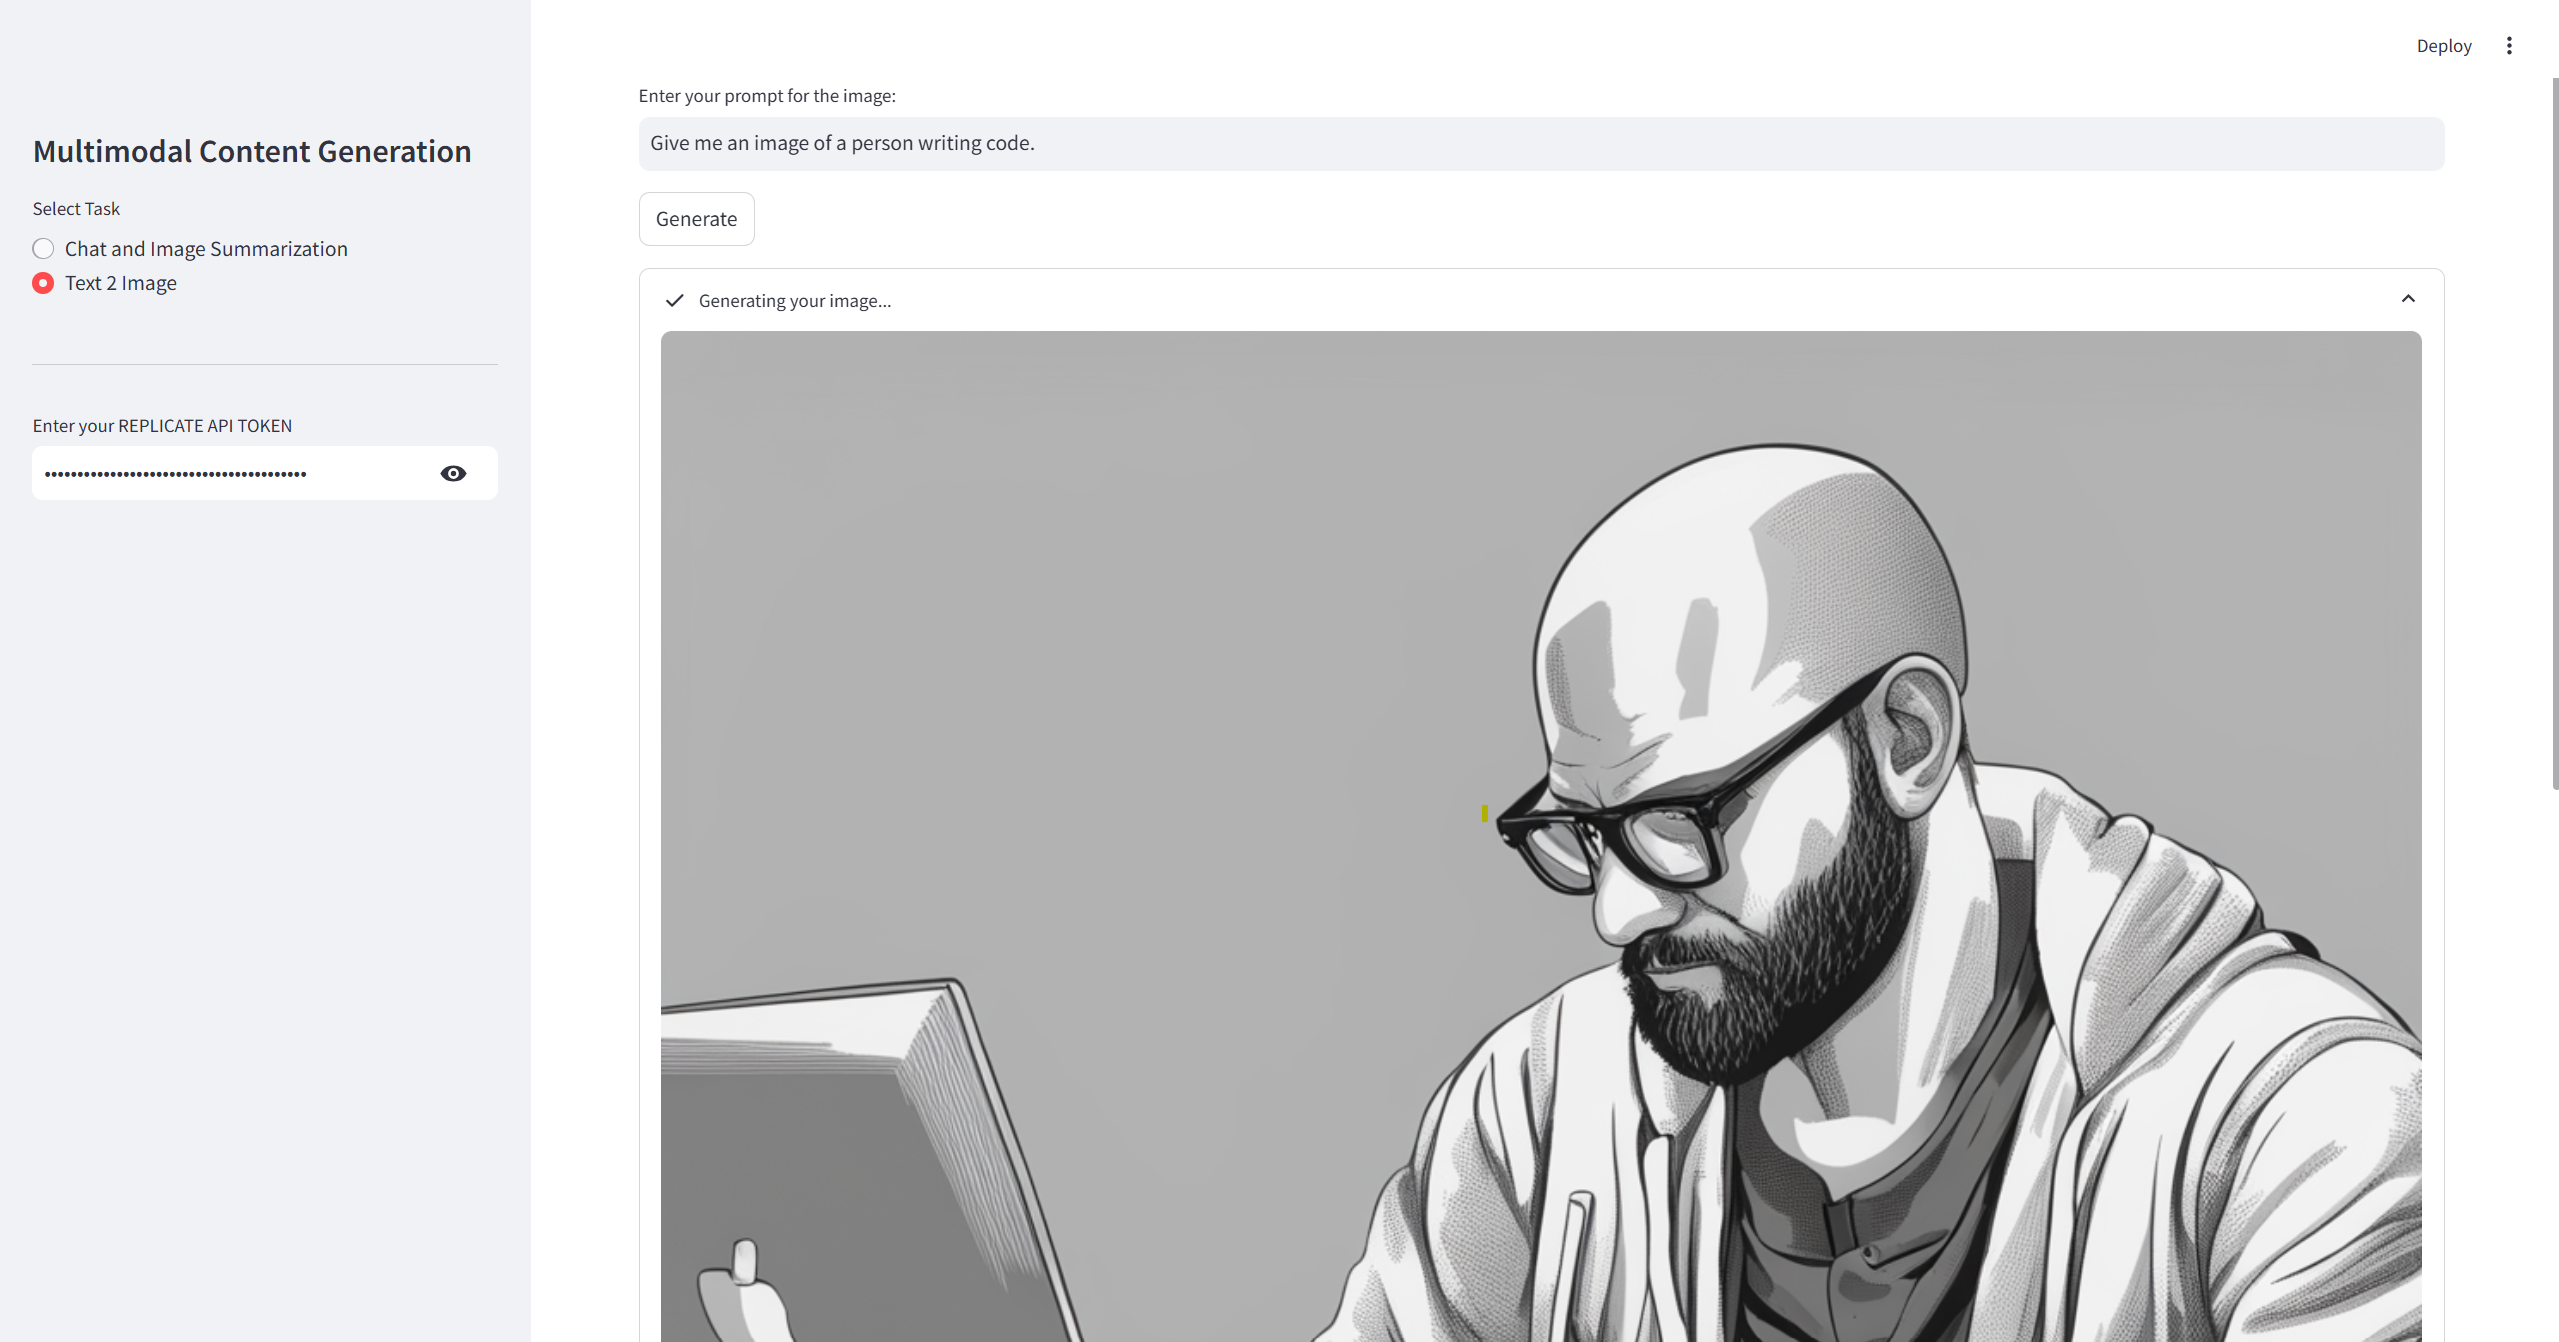 Deploy
Multimodal Content Generation
Select Task
Chat and Image Summarization
Text 2 Image
Enter your REPLICATE API TOKEN
••••••••••••••••••••••••••••••••••••••••
Enter your prompt for the image:
Give me an image of a person writing code.
Generate
Generating your image...